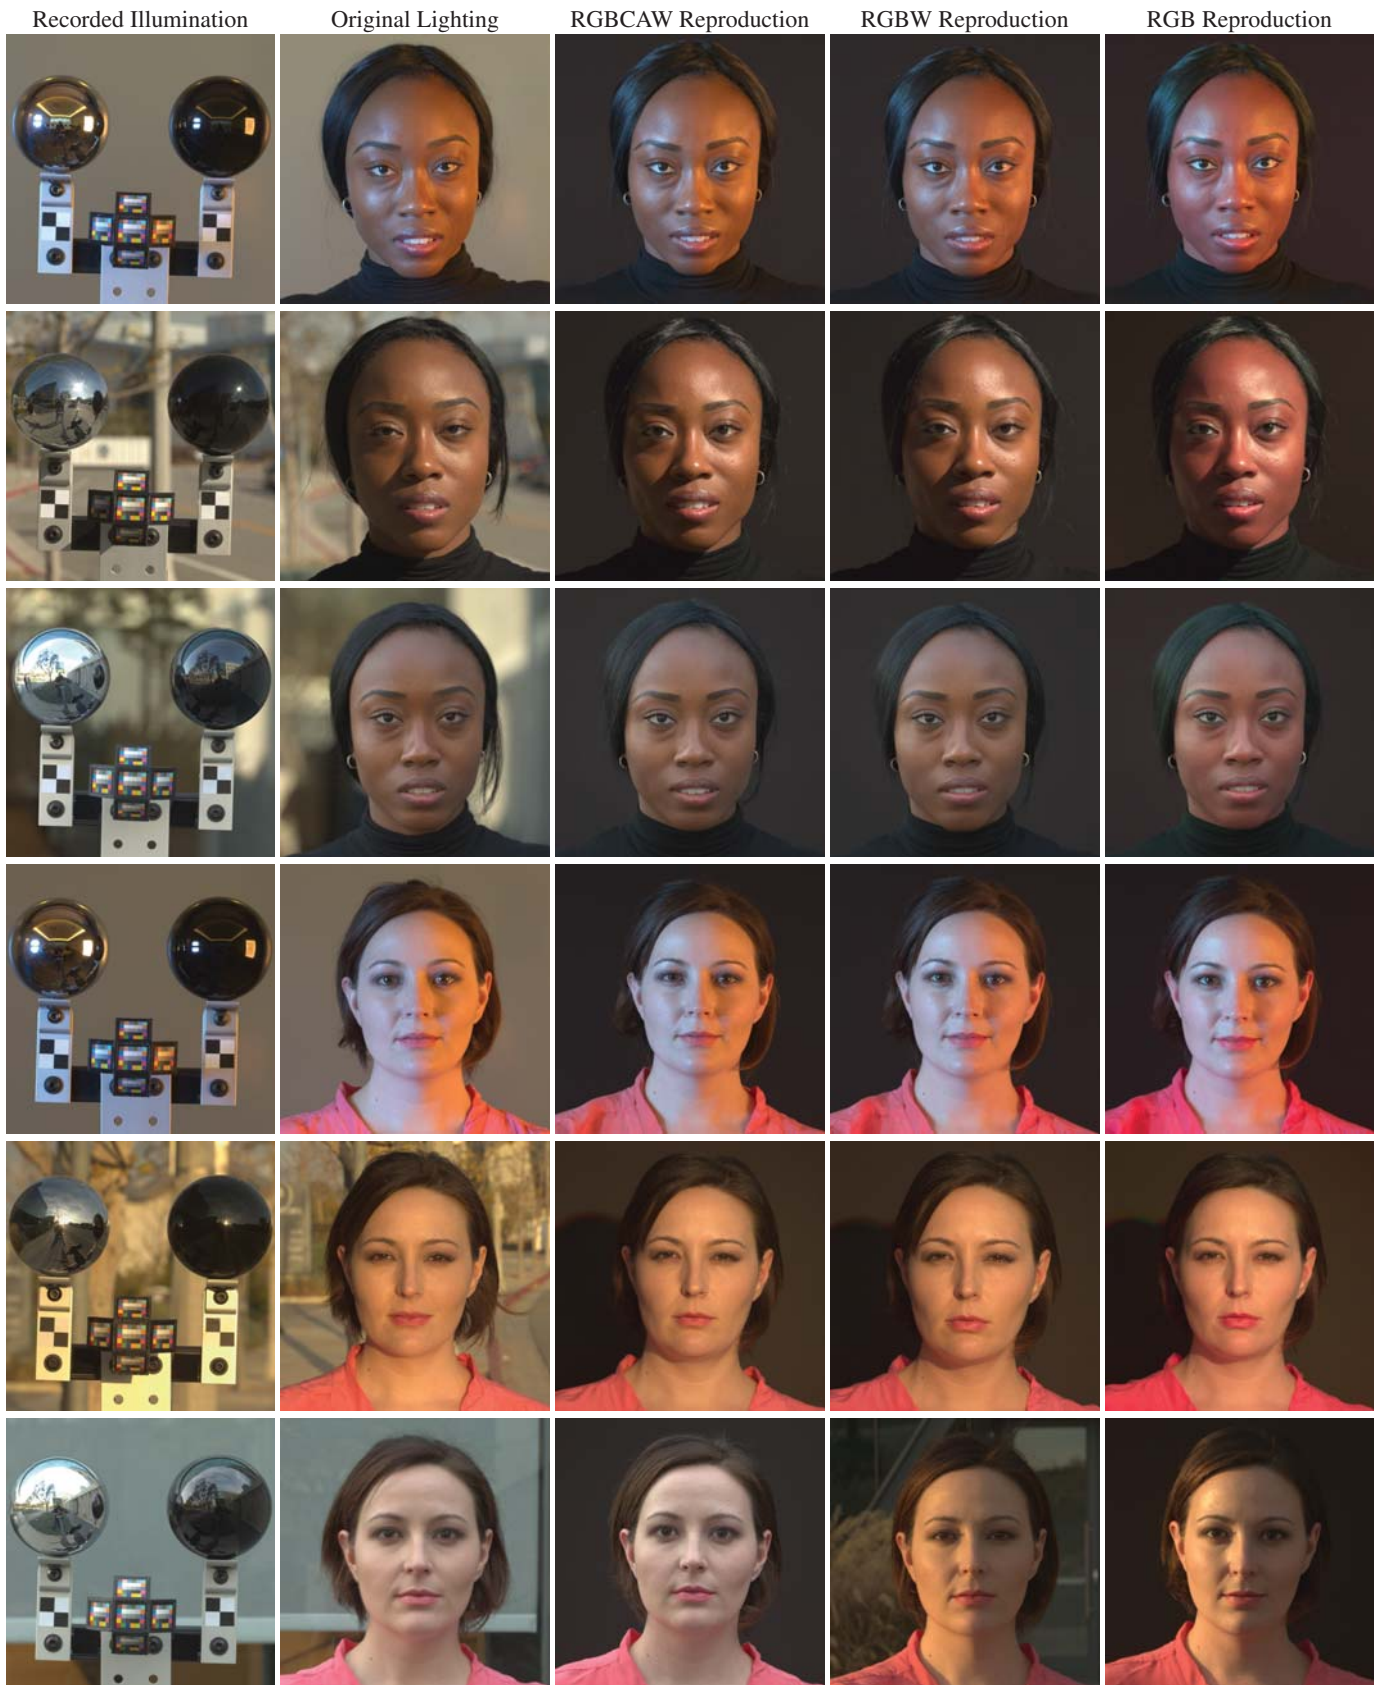 Recorded Illumination
Original Lighting
RGBCAW Reproduction
RGBW Reproduction
RGB Reproduction